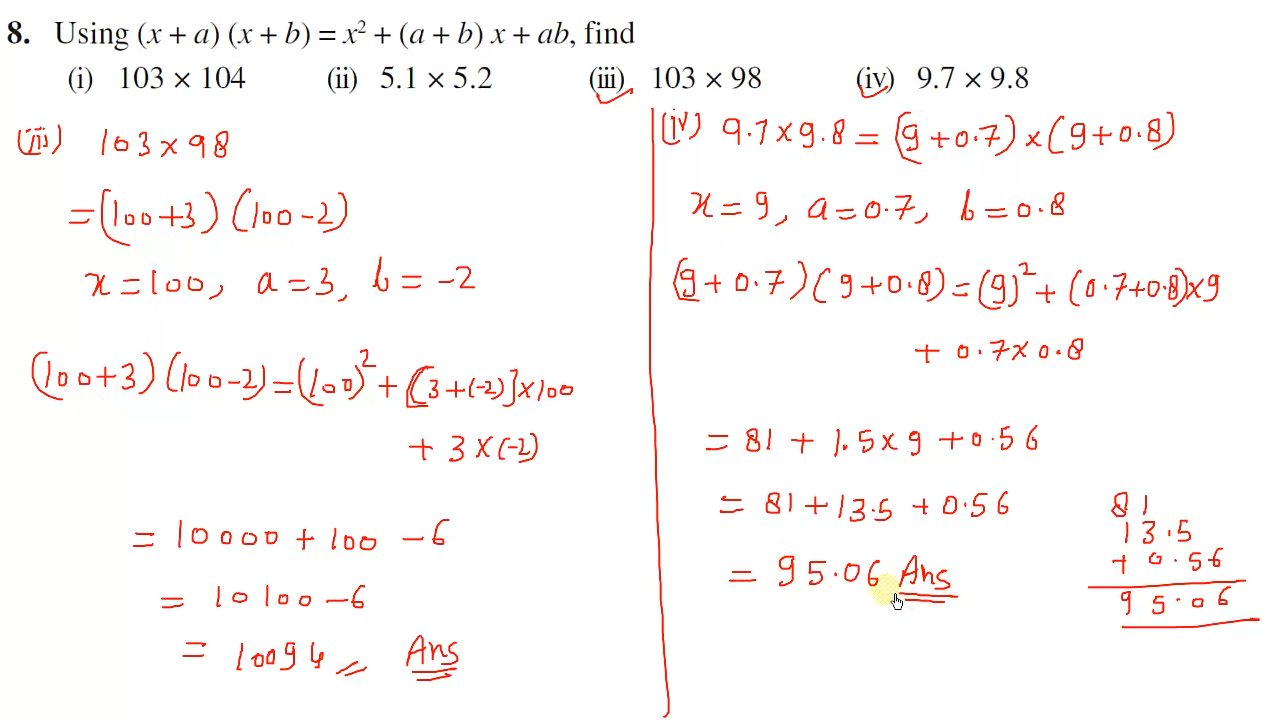 8. Using (x + a) (x + b) = x² + (a + b) x + ab, find
(i) 103 × 104 (ii) 5.1 × 5.2 (iii) 103 × 98 (iv) 9.7 × 9.8
(iii) 103 × 98
= (100 + 3) (100 - 2)
x = 100, a = 3, b = -2
(100 + 3) (100 - 2) = (100)² + [3 + (-2)] × 100
+ 3 × (-2)
= 10000 + 100 - 6
= 10100 - 6
= 10094 Ans
(iv) 9.7 × 9.8 = (9 + 0.7) × (9 + 0.8)
x = 9, a = 0.7, b = 0.8
(9 + 0.7) (9 + 0.8) = (9)² + (0.7 + 0.8) × 9
+ 0.7 × 0.8
= 81 + 1.5 × 9 + 0.56
= 81 + 13.5 + 0.56
= 95.06 Ans
81
13.5
+ 0.56
95.06